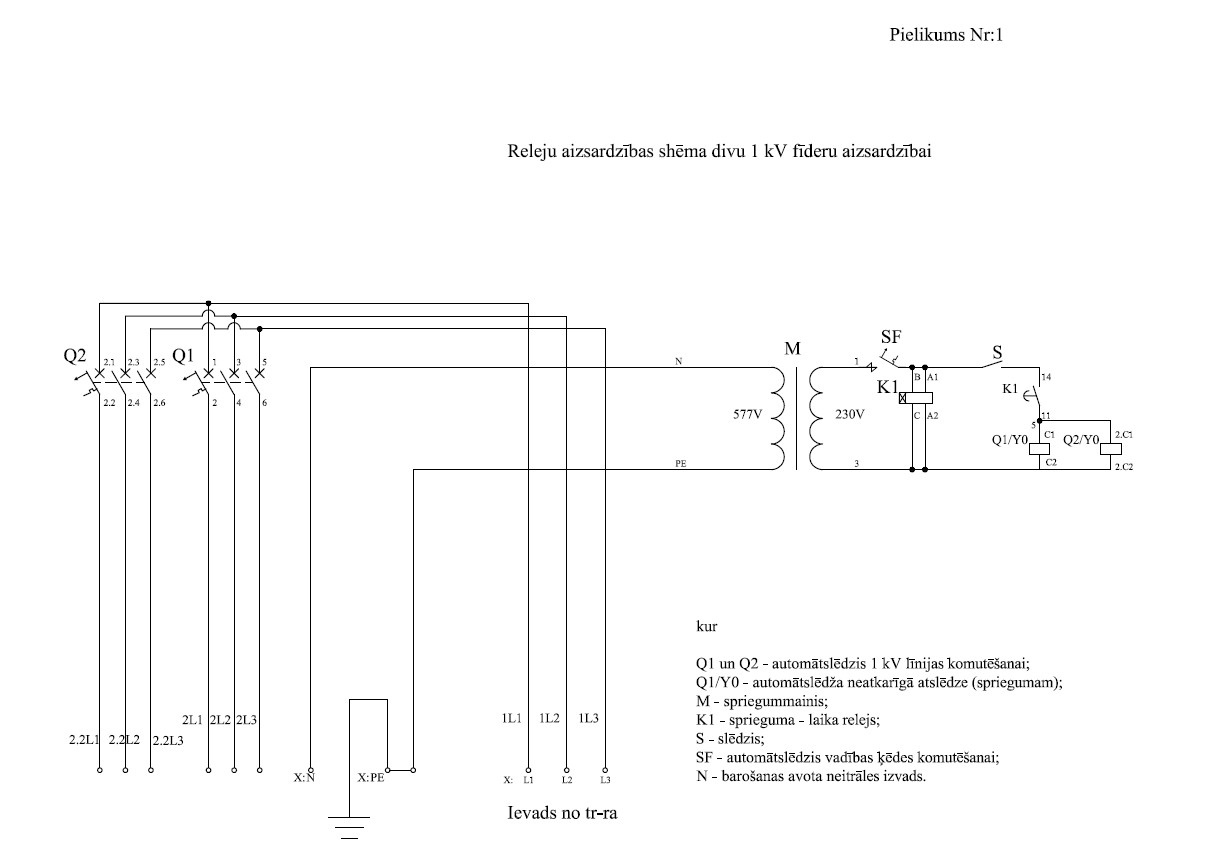 Pielikums Nr:1
Releju aizsardzības shēma divu 1 kV fīderu aizsardzībai
Q2
2.1
2.3
2.5
Q1
1
3
5
2.2
2.4
2.6
2
4
6
N
M
1
SF
S
577V
230V
K1
B
A1
C
A2
K1
14
11
5
Q1/Y0
C1
C2
Q2/Y0
2.C1
2.C2
PE
3
kur
Q1 un Q2 - automātslēdzis 1 kV līnijas komutēšanai;
Q1/Y0 - automātslēdža neatkarīgā atslēdze (spriegumam);
M - spriegummainis;
K1 - sprieguma - laika relejs;
S - slēdzis;
SF - automātslēdzis vadības ķēdes komutēšanai;
N - barošanas avota neitrāles izvads.
2.2L1
2.2L2
2.2L3
2L1
2L2
2L3
1L1
1L2
1L3
X:N
X:PE
X:
L1
L2
L3
Ievads no tr-ra